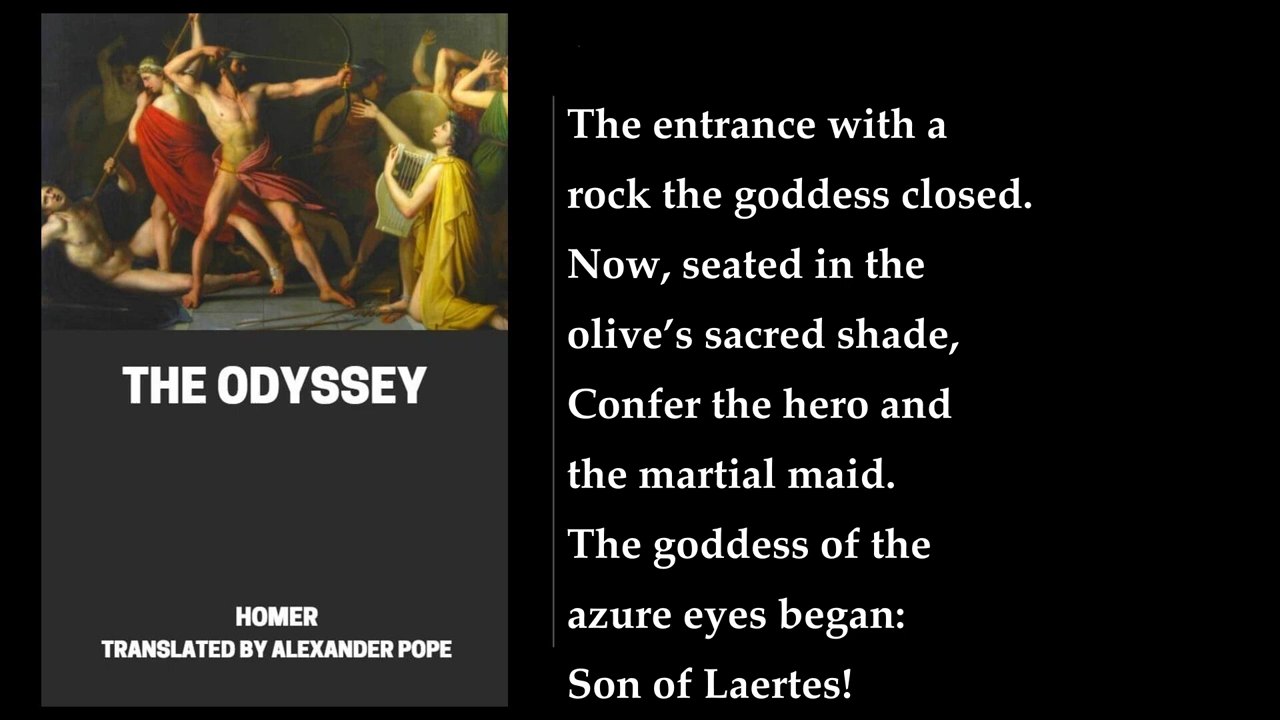 THE ODYSSEY
HOMER
TRANSLATED BY ALEXANDER POPE
The entrance with a
rock the goddess closed.
Now, seated in the
olive’s sacred shade,
Confer the hero and
the martial maid.
The goddess of the
azure eyes began:
Son of Laertes!